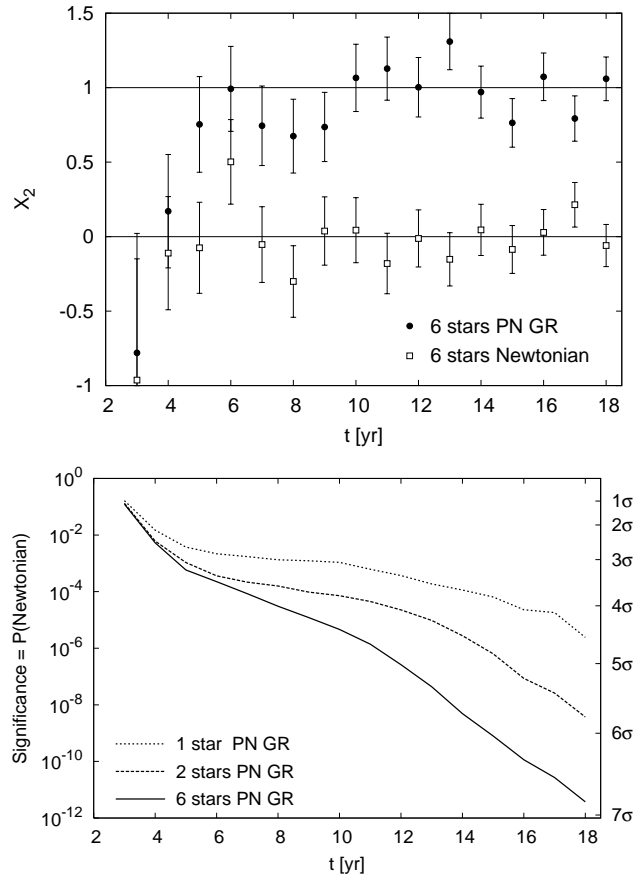 1.5
1
0.5
0
-0.5
-1
X₂
6 stars PN GR
6 stars Newtonian
2 4 6 8 10 12 14 16 18
t [yr]
10⁰
10⁻²
10⁻⁴
10⁻⁶
10⁻⁸
10⁻¹⁰
10⁻¹²
Significance = P(Newtonian)
1σ
2σ
3σ
4σ
5σ
6σ
7σ
1 star PN GR
2 stars PN GR
6 stars PN GR
2 4 6 8 10 12 14 16 18
t [yr]